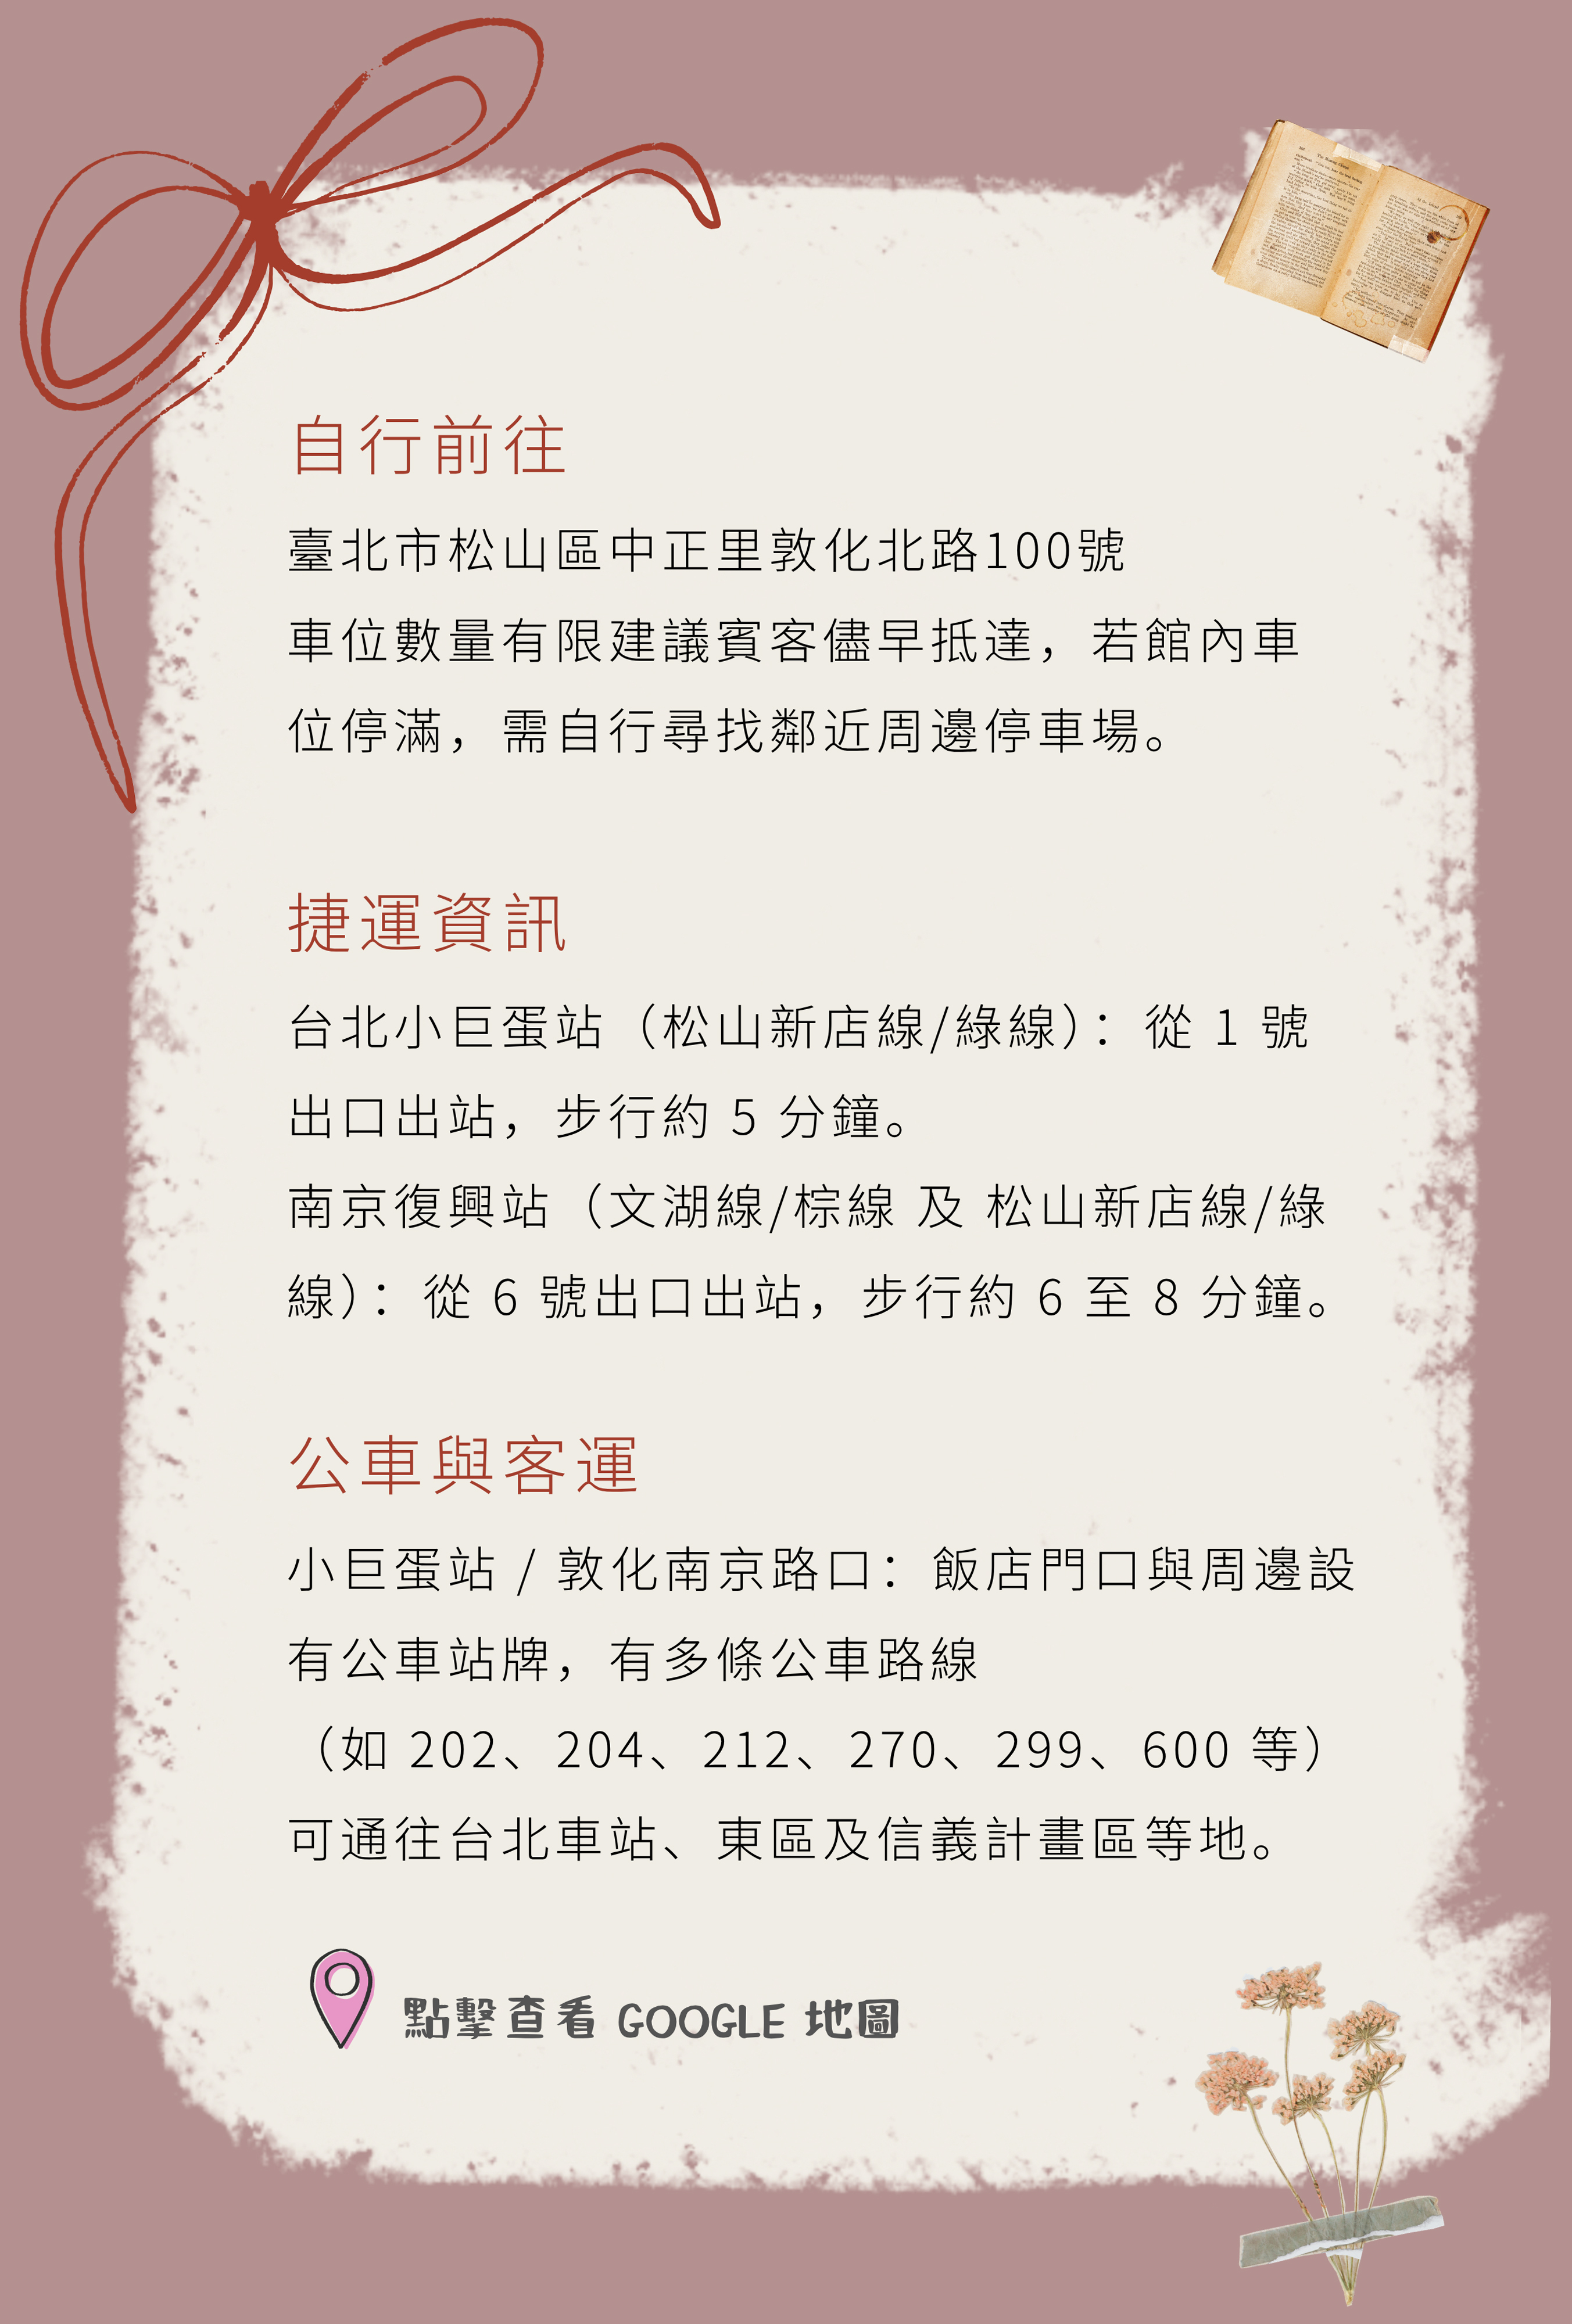 自行前往
臺北市松山區中正里敦化北路100號
車位數量有限建議賓客儘早抵達，若館內車
位停滿，需自行尋找鄰近周邊停車場。
捷運資訊
台北小巨蛋站（松山新店線/綠線）：從 1 號
出口出站，步行約 5 分鐘。
南京復興站（文湖線/棕線 及 松山新店線/綠
線）：從 6 號出口出站，步行約 6 至 8 分鐘。
公車與客運
小巨蛋站 / 敦化南京路口：飯店門口與周邊設
有公車站牌，有多條公車路線
（如 202、204、212、270、299、600 等）
可通往台北車站、東區及信義計畫區等地。
點擊查看 GOOGLE 地圖